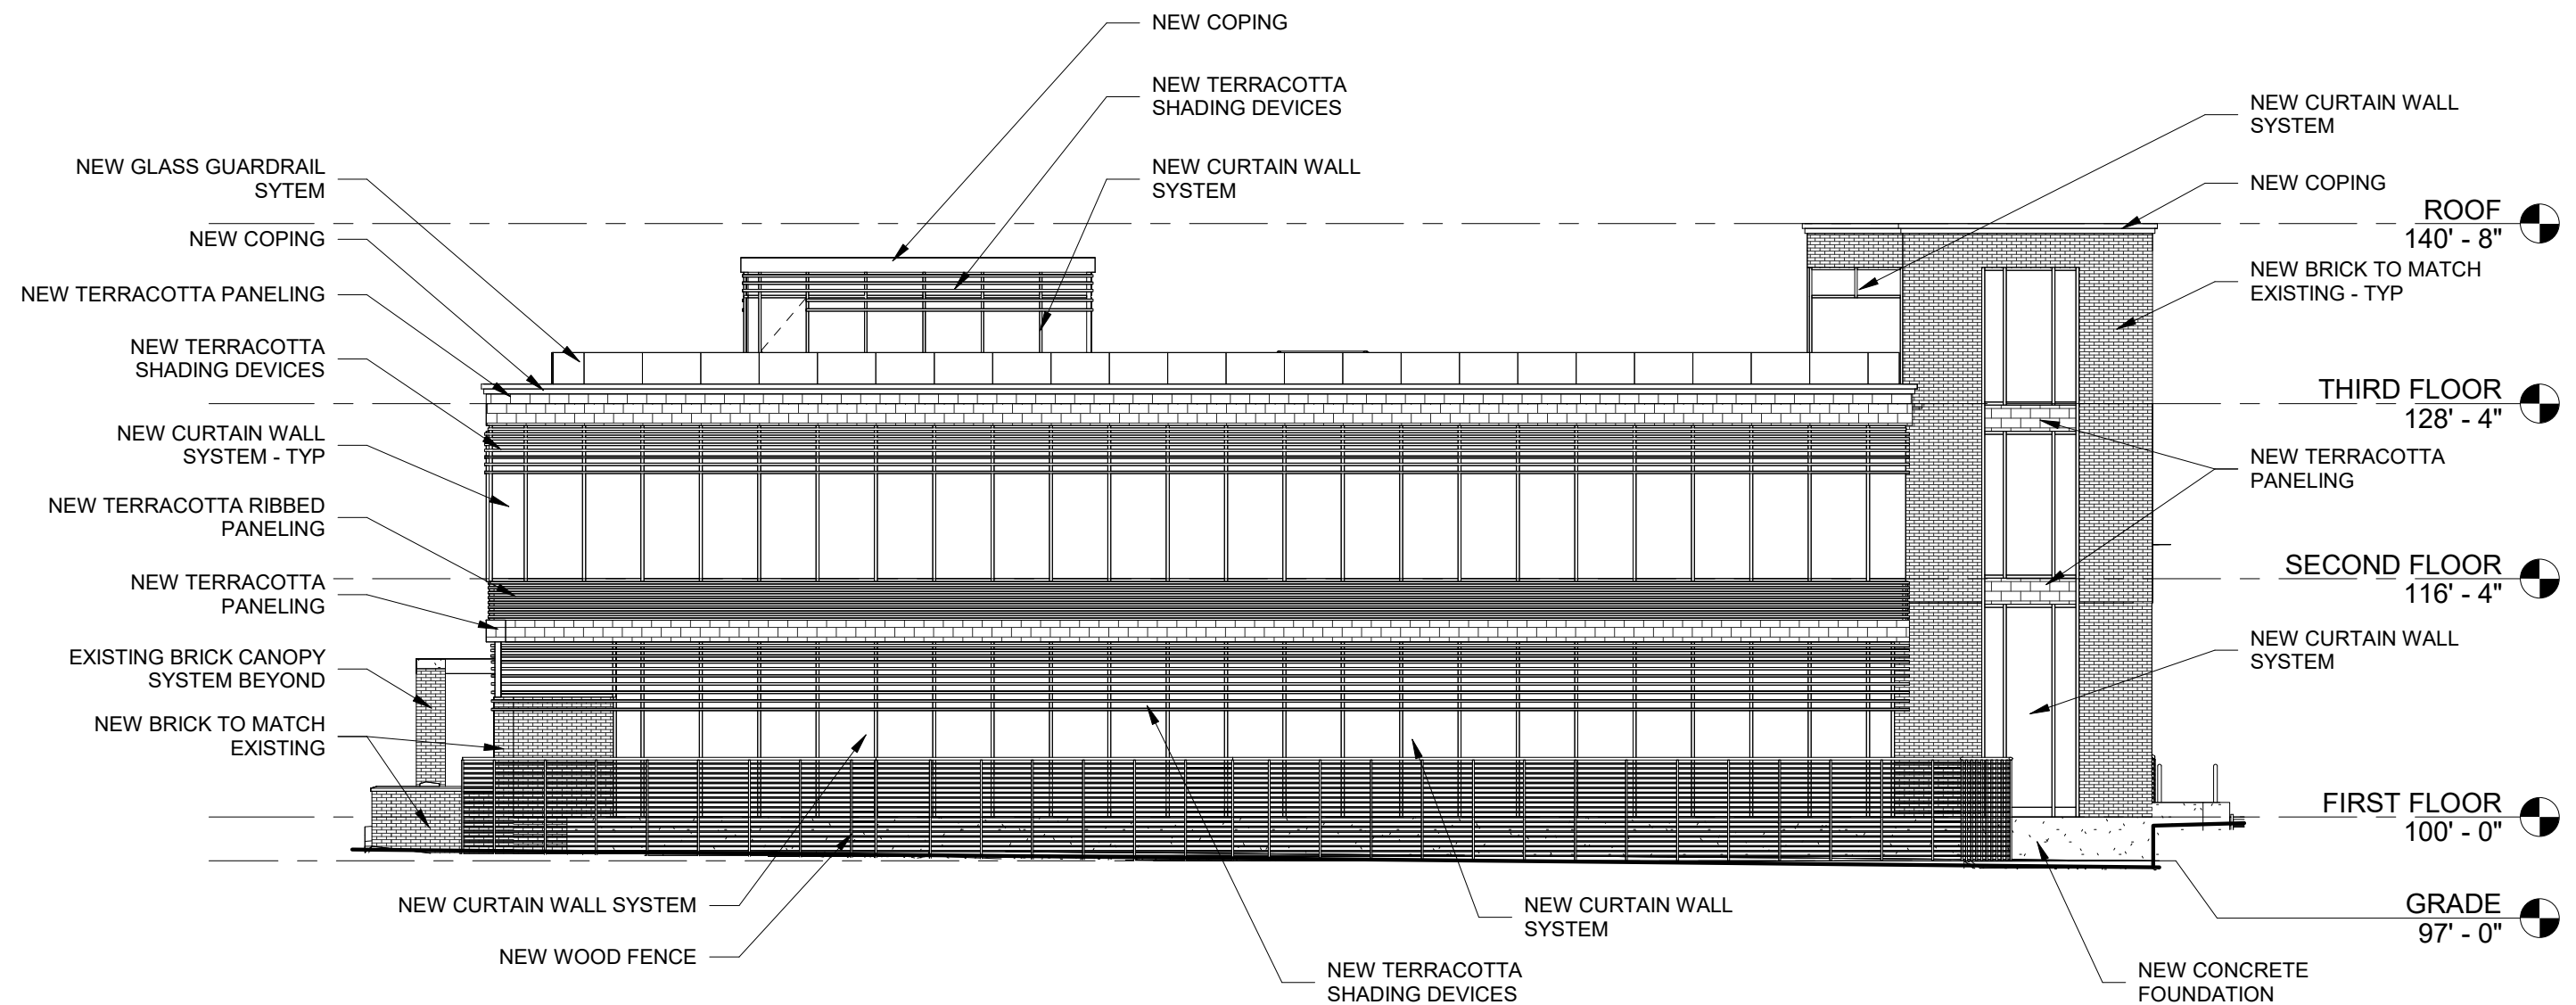 NEW COPING
NEW TERRACOTTA
SHADING DEVICES
NEW CURTAIN WALL
SYSTEM
NEW GLASS GUARDRAIL
SYTEM
NEW COPING
NEW TERRACOTTA PANELING
NEW TERRACOTTA
SHADING DEVICES
NEW CURTAIN WALL
SYSTEM - TYP
NEW TERRACOTTA RIBBED
PANELING
NEW TERRACOTTA
PANELING
EXISTING BRICK CANOPY
SYSTEM BEYOND
NEW BRICK TO MATCH
EXISTING
NEW CURTAIN WALL SYSTEM
NEW WOOD FENCE
NEW TERRACOTTA
SHADING DEVICES
NEW CURTAIN WALL
SYSTEM
NEW CURTAIN WALL
SYSTEM
NEW COPING
ROOF
140' - 8"
NEW BRICK TO MATCH
EXISTING - TYP
THIRD FLOOR
128' - 4"
NEW TERRACOTTA
PANELING
SECOND FLOOR
116' - 4"
NEW CURTAIN WALL
SYSTEM
FIRST FLOOR
100' - 0"
GRADE
97' - 0"
NEW CONCRETE
FOUNDATION